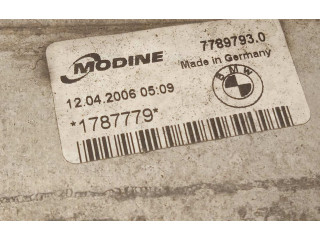 MODINE
7789793.0
Made in Germany
BMW
12.04.2006 05:09
*1787779*